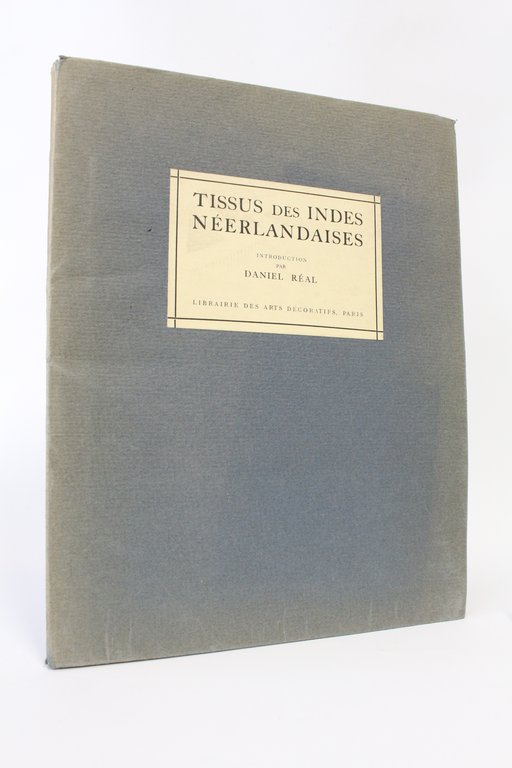 TISSUS DES INDES
NÉERLANDAISES
INTRODUCTION
PAR
DANIEL RÉAL
LIBRAIRIE DES ARTS DÉCORATIFS, PARIS